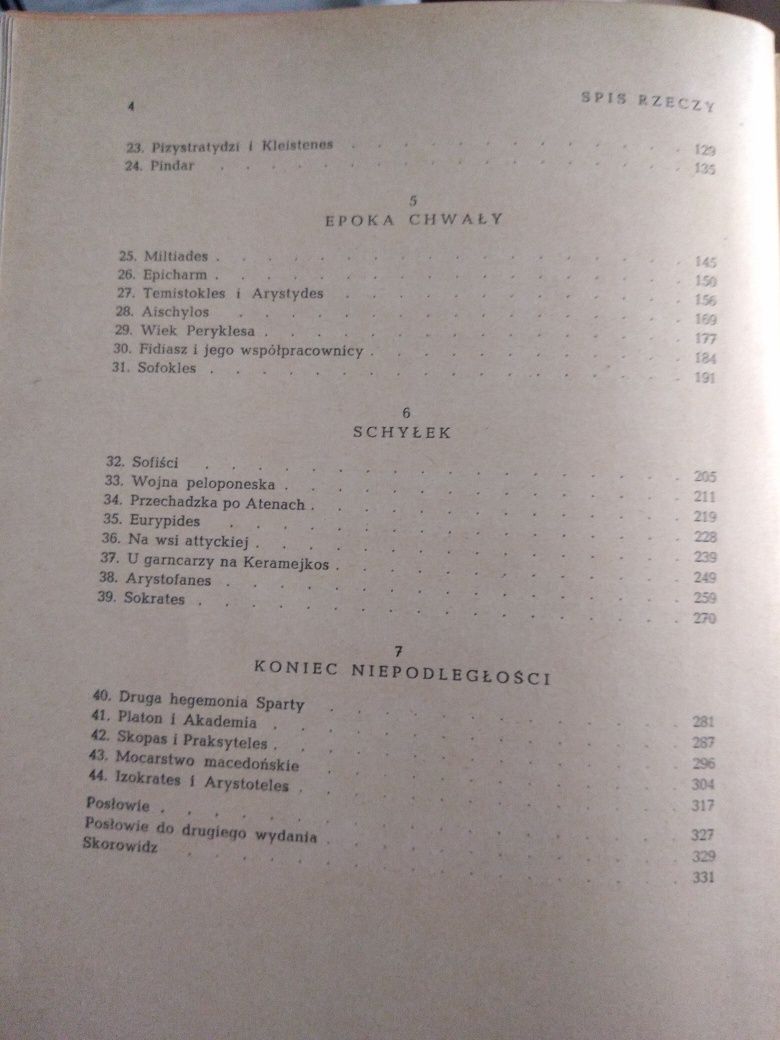 4 SPIS RZECZY
23. Pizystratydzi i Kleistenes . . . . . . . . . . . . . 129
24. Pindar . . . . . . . . . . . . . . . . . . 135
5
EPOKA CHWAŁY
25. Miltiades . . . . . . . . . . . . . . . . . . 145
26. Epicharm . . . . . . . . . . . . . . . . . . 150
27. Temistokles i Arystydes . . . . . . . . . . . . . 156
28. Aischylos . . . . . . . . . . . . . . . . . 169
29. Wiek Peryklesa . . . . . . . . . . . . . . . . 177
30. Fidiasz i jego współpracownicy . . . . . . . . . . . . 184
31. Sofokles . . . . . . . . . . . . . . . . . . 191
6
SCHYŁEK
32. Sofiści . . . . . . . . . . . . . . . . . . 205
33. Wojna peloponeska . . . . . . . . . . . . . . . 211
34. Przechadzka po Atenach . . . . . . . . . . . . . . 219
35. Eurypides . . . . . . . . . . . . . . . . . 228
36. Na wsi attyckiej . . . . . . . . . . . . . . . . 239
37. U garncarzy na Keramejkos . . . . . . . . . . . . . 249
38. Arystofanes . . . . . . . . . . . . . . . . . 259
39. Sokrates . . . . . . . . . . . . . . . . . . 270
7
KONIEC NIEPODLEGŁOŚCI
40. Druga hegemonia Sparty . . . . . . . . . . . . . 281
41. Platon i Akademia . . . . . . . . . . . . . . . 287
42. Skopas i Praksyteles . . . . . . . . . . . . . . . 296
43. Mocarstwo macedońskie . . . . . . . . . . . . . 304
44. Izokrates i Arystoteles . . . . . . . . . . . . . . 317
Posłowie . . . . . . . . . . . . . . . . . . . 327
Posłowie do drugiego wydania . . . . . . . . . . . . . 329
Skorowidz . . . . . . . . . . . . . . . . . . 331